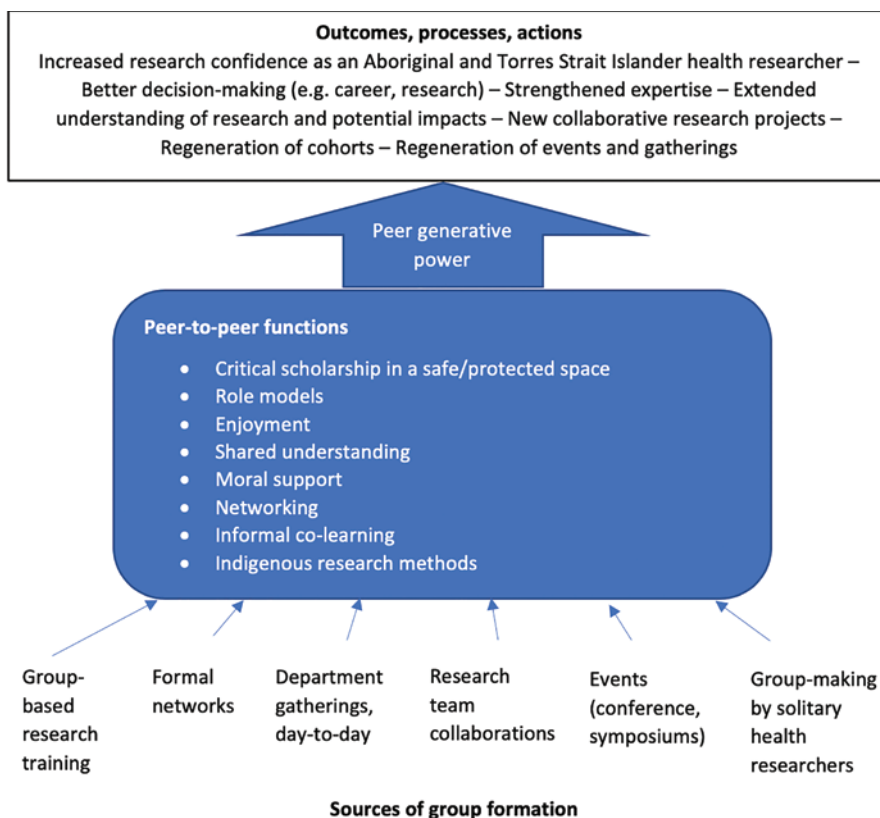 Outcomes, processes, actions
Increased research confidence as an Aboriginal and Torres Strait Islander health researcher –
Better decision-making (e.g. career, research) – Strengthened expertise – Extended
understanding of research and potential impacts – New collaborative research projects –
Regeneration of cohorts – Regeneration of events and gatherings
Peer generative
power
Peer-to-peer functions
• Critical scholarship in a safe/protected space
• Role models
• Enjoyment
• Shared understanding
• Moral support
• Networking
• Informal co-learning
• Indigenous research methods
Group-
based
research
training
Formal
networks
Department
gatherings,
day-to-day
Research
team
collaborations
Events
(conference,
symposiums)
Group-making
by solitary
health
researchers
Sources of group formation